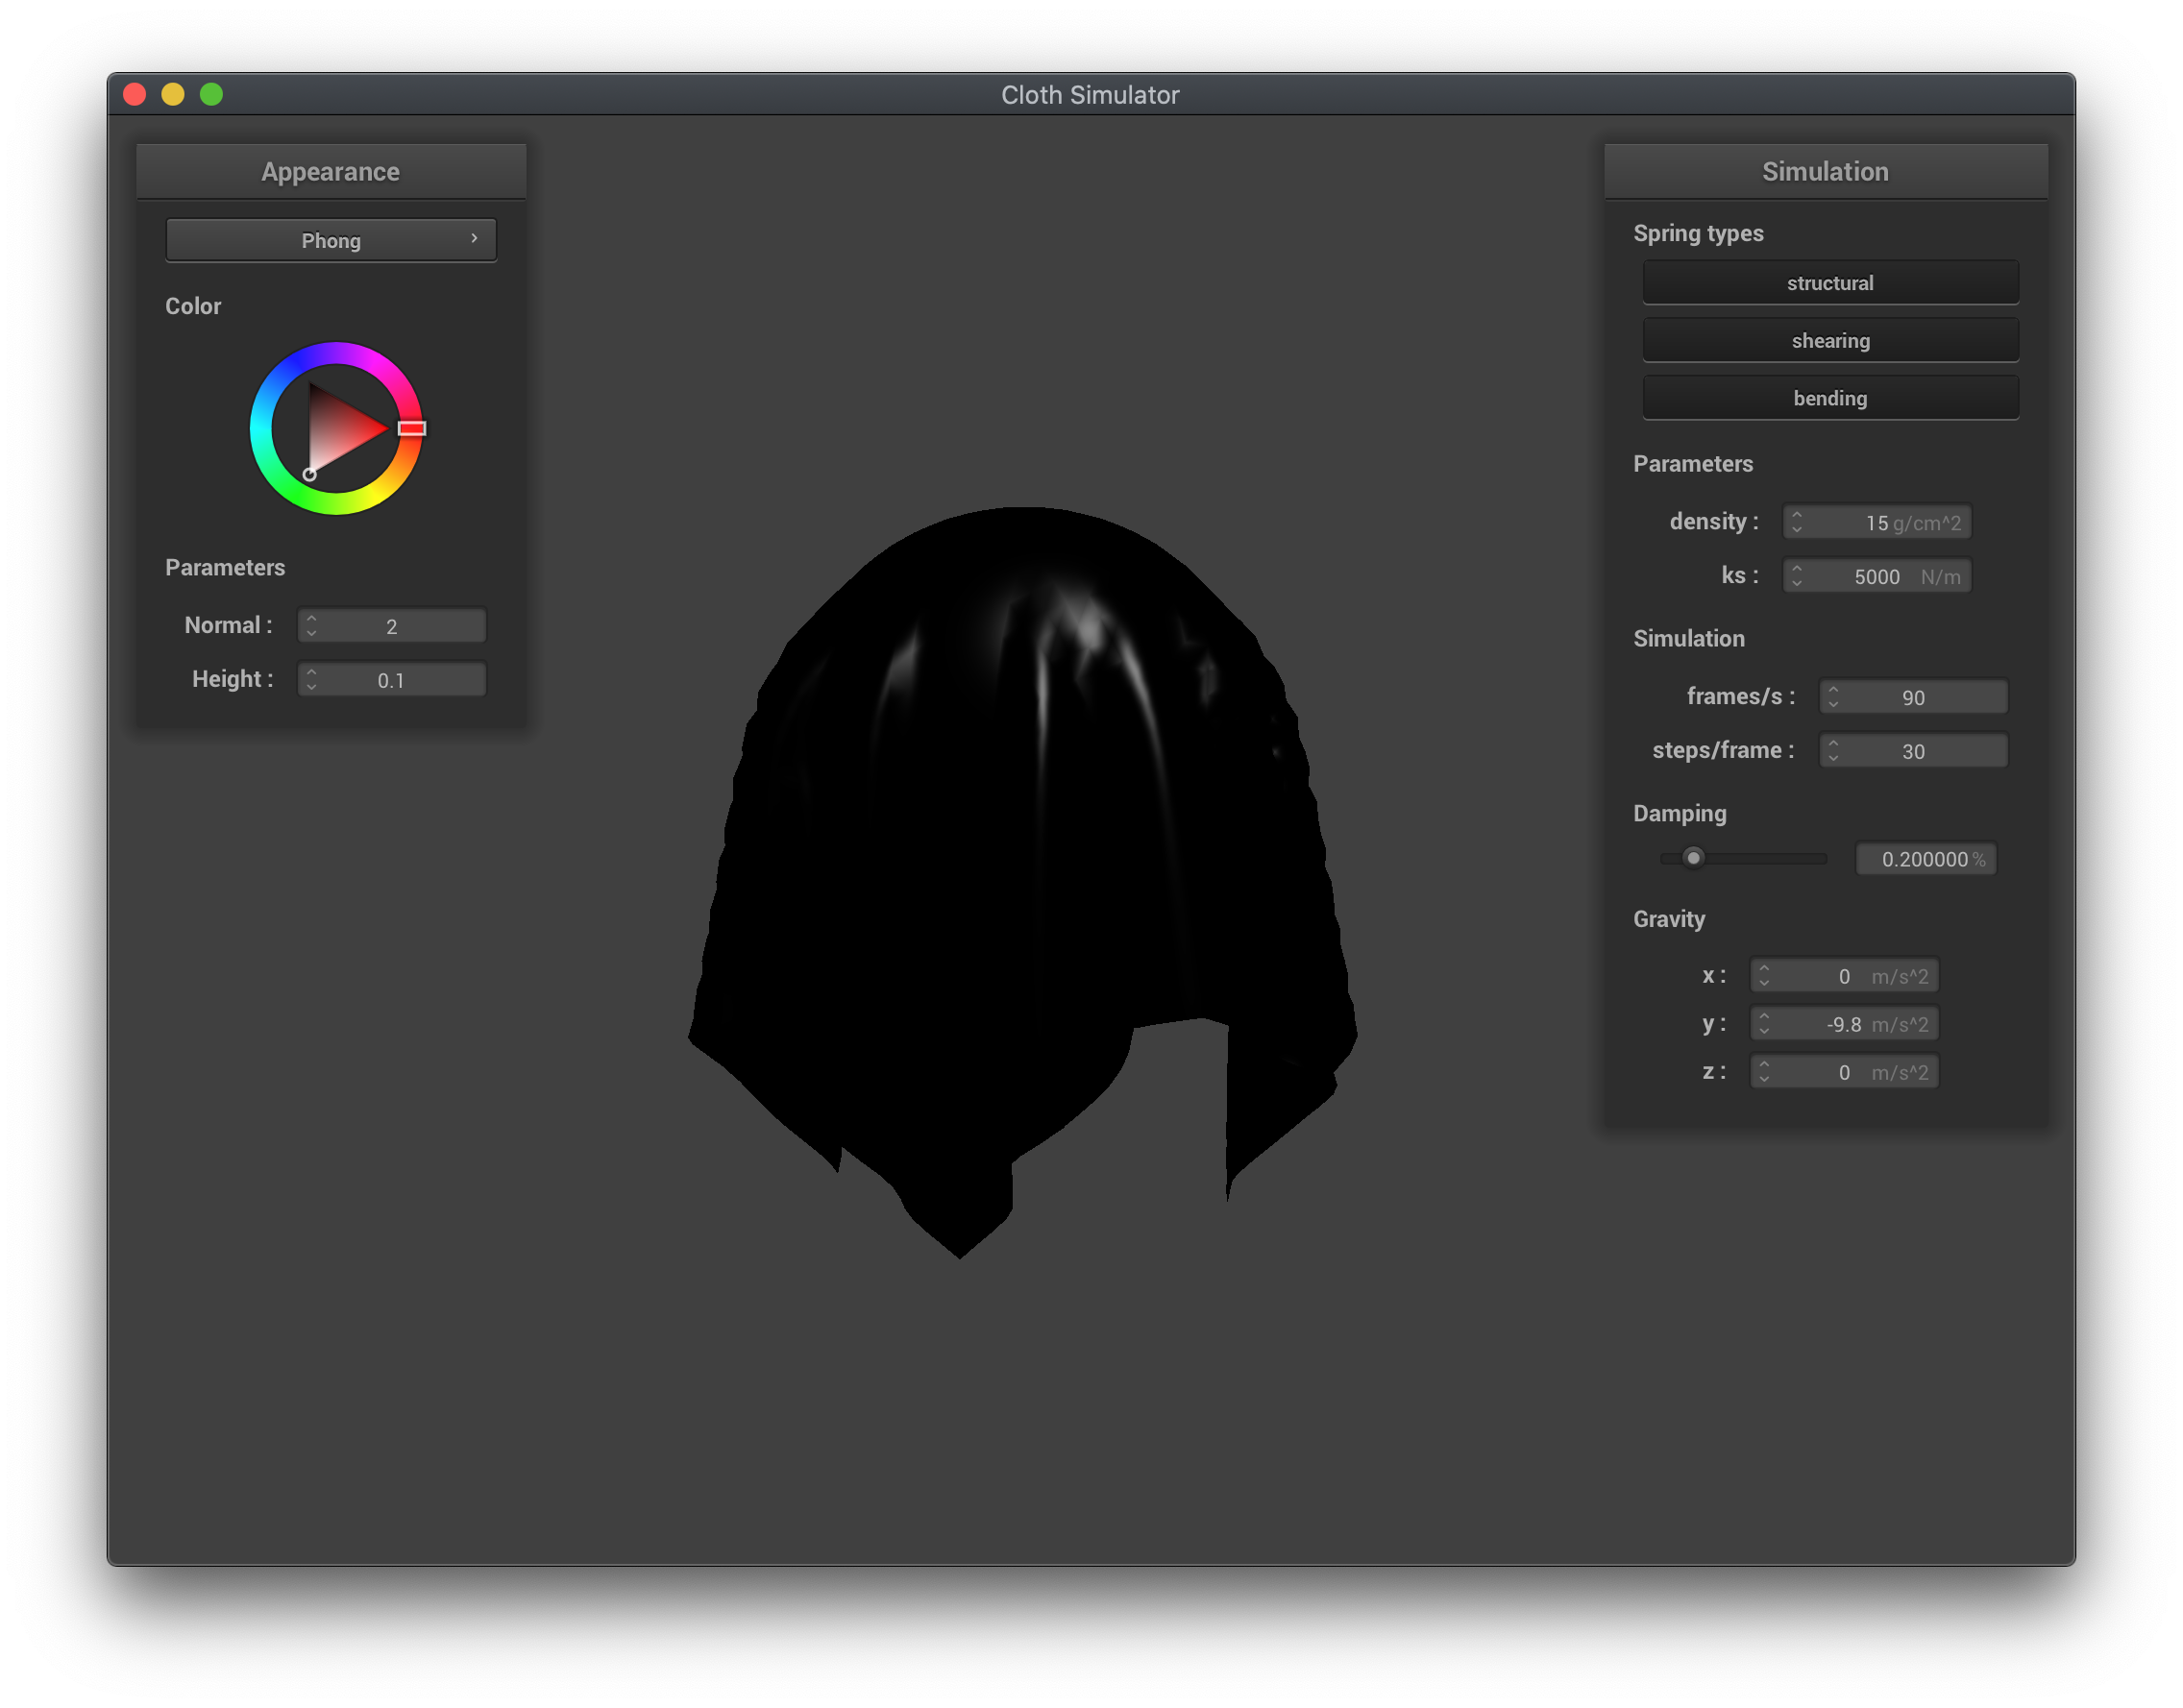 Cloth Simulator
Appearance
Phong
Color
Parameters
Normal : 2
Height : 0.1
Simulation
Spring types
structural
shearing
bending
Parameters
density : 15 g/cm^2
ks : 5000 N/m
Simulation
frames/s : 90
steps/frame : 30
Damping
0.200000 %
Gravity
x : 0 m/s^2
y : -9.8 m/s^2
z : 0 m/s^2